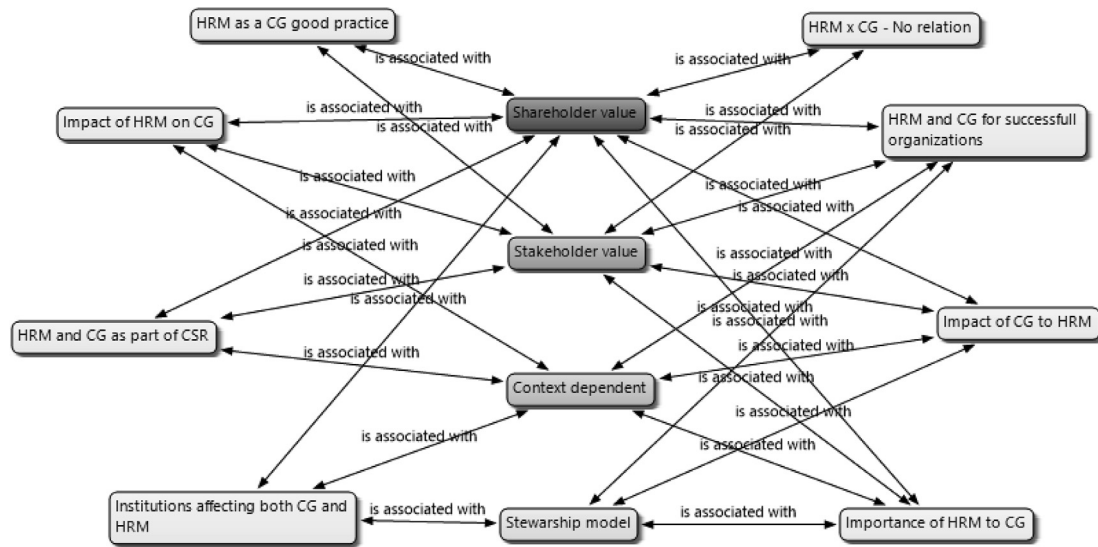 HRM as a CG good practice
HRM x CG - No relation
is associated with
is associated with
is associated with
Shareholder value
is associated with
Impact of HRM on CG
is associated with
is associated with
HRM and CG for successfull
organizations
is associated with
is associated with
is associated with
is associated with
is associated with
Stakeholder value
is associated with
is associated with
is associated with
is associated with
is associated with
is associated with
HRM and CG as part of CSR
Impact of CG to HRM
is associated with
is associated with
Context dependent
is associated with
is associated with
is associated with
is associated with
Institutions affecting both CG and
HRM
is associated with
Stewarship model
is associated with
Importance of HRM to CG